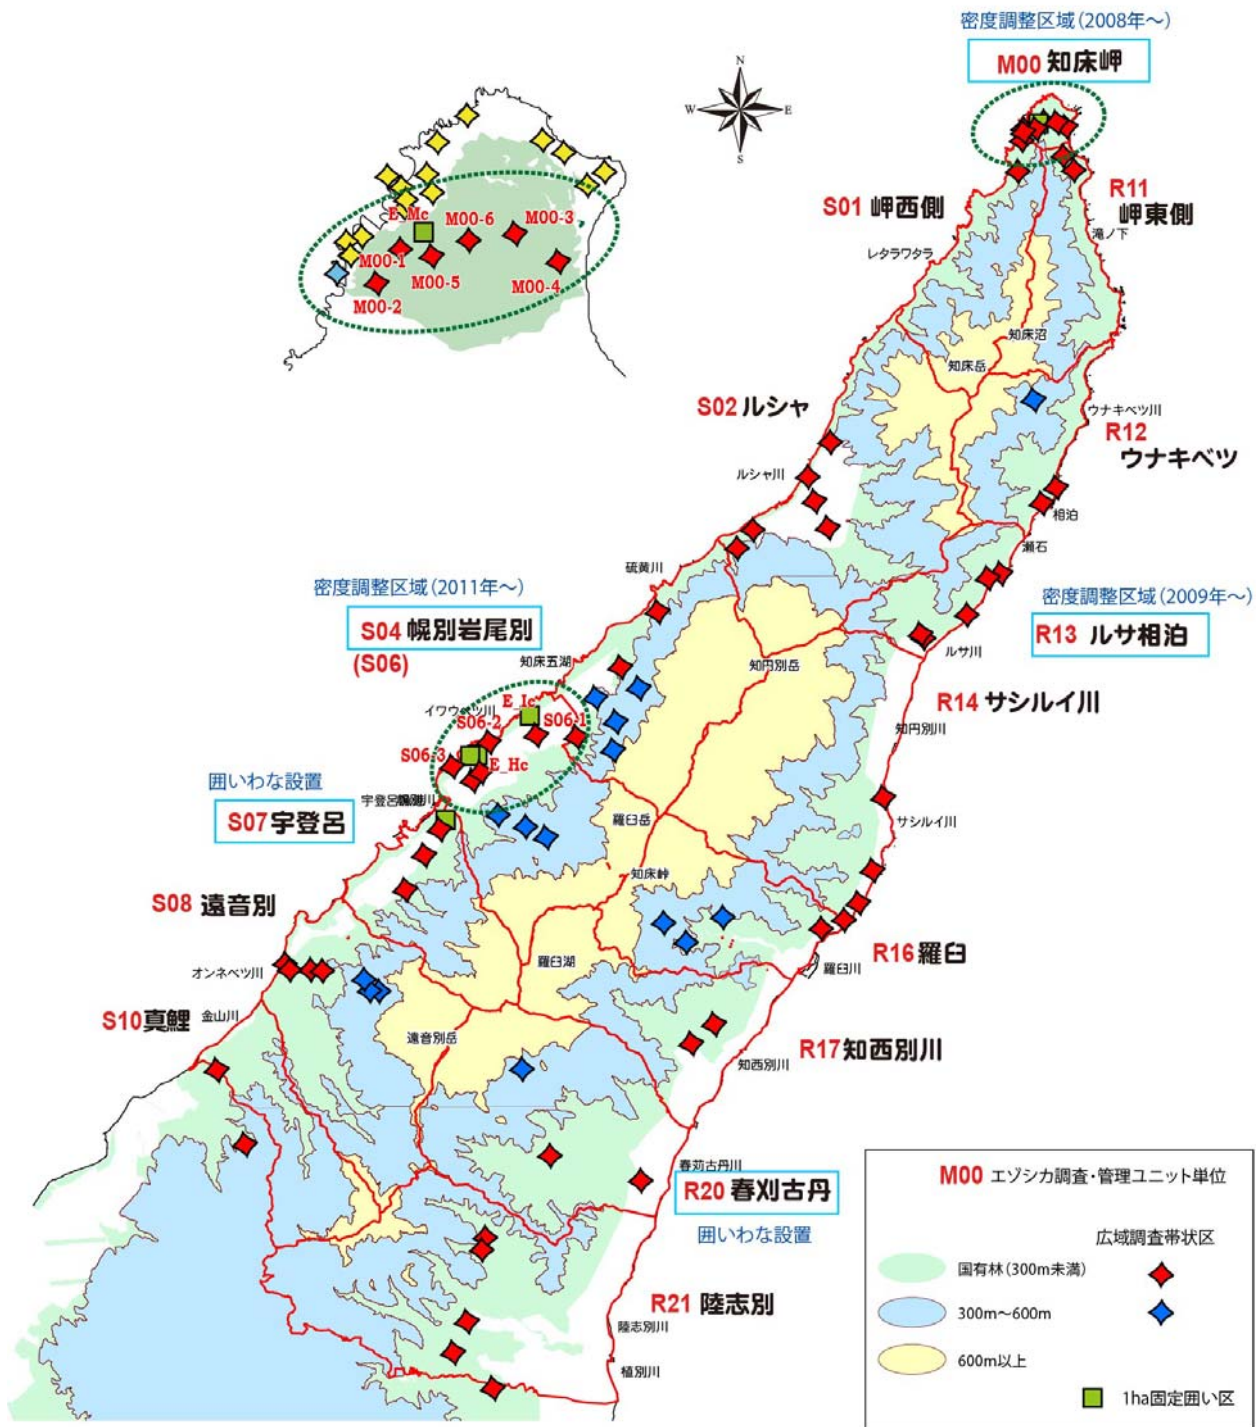 密度調整区域(2008年～)
M00 知床岬
N
W E
S
E_Mc
M00-6
M00-3
M00-1
M00-5
M00-4
M00-2
S01 岬西側
R11
岬東側
滝ノ下
レタラワタラ
知床沼
知床岳
S02 ルシャ
ウナキベツ川
R12
ウナキベツ
ルシャ川
相泊
瀬石
硫黄川
密度調整区域(2011年～)
S04 幌別岩尾別
(S06)
密度調整区域(2009年～)
R13 ルサ相泊
ルサ川
知床五湖
知円別岳
R14 サシルイ川
イワウベツ川
E_Ic
S06-1
S06-2
知円別川
S06-3
E_Hc
囲いわな設置
S07 宇登呂
宇登呂
羅臼岳
サシルイ川
知床峠
S08 遠音別
R16 羅臼
羅臼湖
羅臼川
オンネベツ川
S10 真鯉
金山川
遠音別岳
R17 知西別川
知西別川
春苅古丹川
R20 春刈古丹
囲いわな設置
R21 陸志別
陸志別川
植別川
M00 エゾシカ調査・管理ユニット単位
広域調査帯状区
国有林(300m未満)
300m～600m
600m以上
1ha固定囲い区